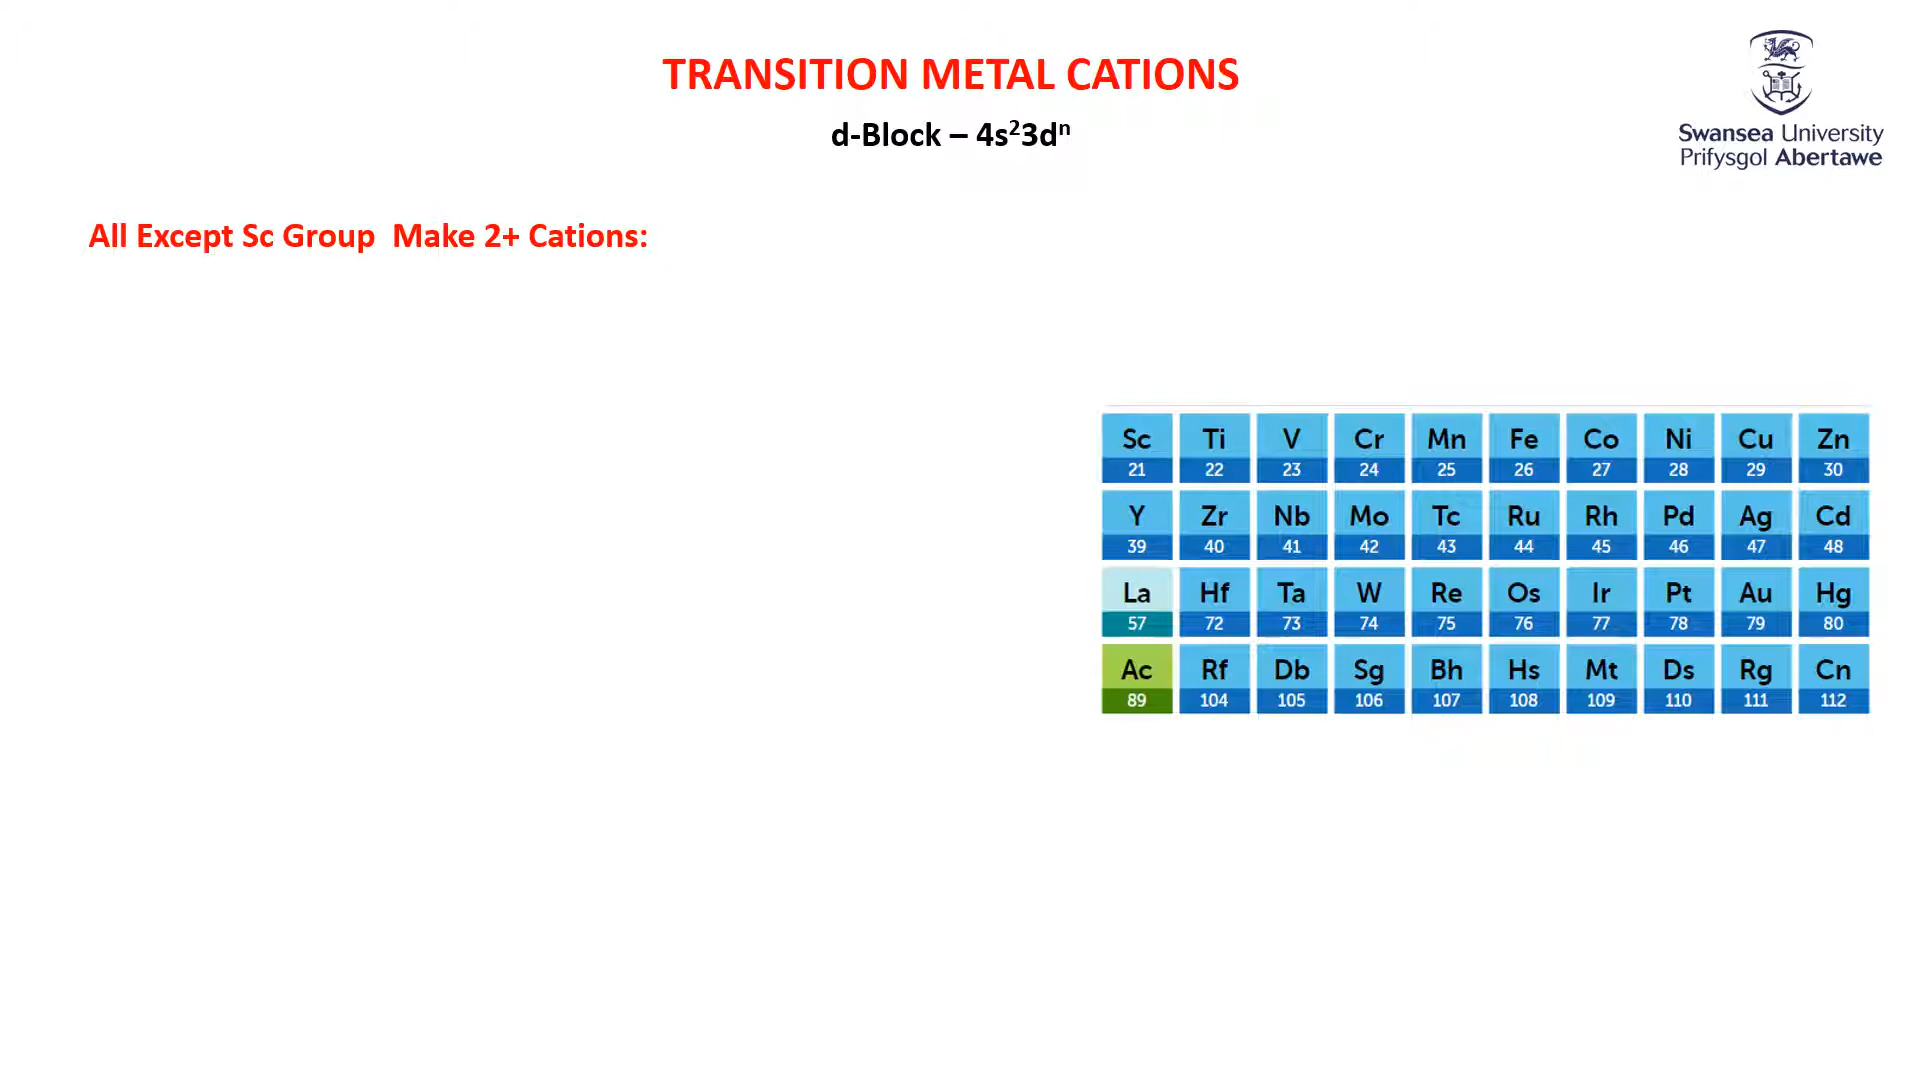 TRANSITION METAL CATIONS
d-Block – 4s²3dⁿ
Swansea University
Prifysgol Abertawe
All Except Sc Group  Make 2+ Cations:
Sc Ti V Cr Mn Fe Co Ni Cu Zn
21 22 23 24 25 26 27 28 29 30
Y Zr Nb Mo Tc Ru Rh Pd Ag Cd
39 40 41 42 43 44 45 46 47 48
La Hf Ta W Re Os Ir Pt Au Hg
57 72 73 74 75 76 77 78 79 80
Ac Rf Db Sg Bh Hs Mt Ds Rg Cn
89 104 105 106 107 108 109 110 111 112